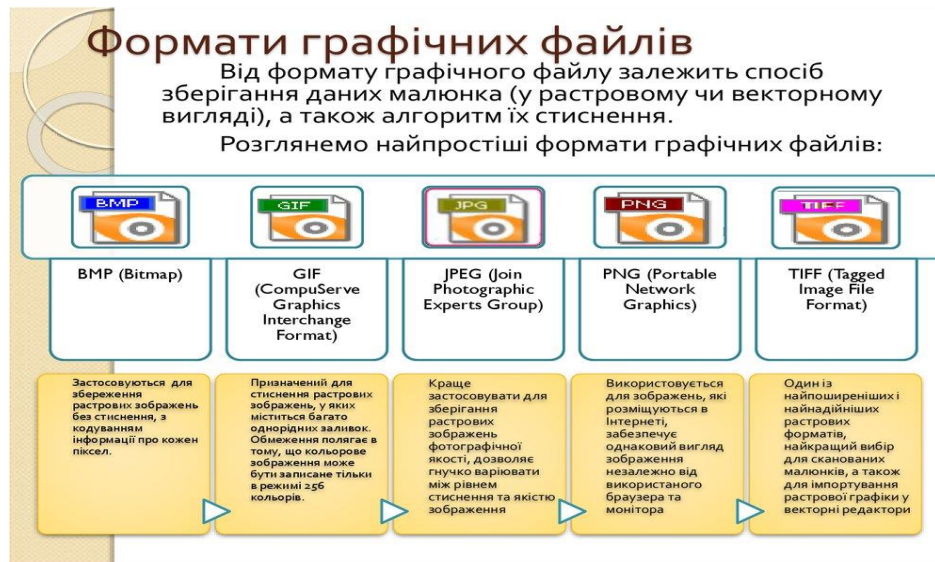 Формати графічних файлів
Від формату графічного файлу залежить спосіб
зберігання даних малюнка (у растровому чи векторному
вигляді), а також алгоритм їх стиснення.
Розглянемо найпростіші формати графічних файлів:
BMP
GIF
JPG
PNG
TIFF
BMP (Bitmap)
GIF
(CompuServe
Graphics
Interchange
Format)
JPEG (Join
Photographic
Experts Group)
PNG (Portable
Network
Graphics)
TIFF (Tagged
Image File
Format)
Застосовуються для
збереження
растрових зображень
без стиснення, з
кодуванням
інформації про кожен
піксел.
Призначений для
стиснення растрових
зображень, у яких
міститься багато
однорідних заливок.
Обмеження полягає в
тому, що кольорове
зображення може
бути записане тільки
в режимі 256
кольорів.
Краще
застосовувати для
зберігання
растрових
зображень
фотографічної
якості, дозволяє
гнучко варіювати
між рівнем
стиснення та якістю
зображення
Використовується
для зображень, які
розміщуються в
Інтернеті,
забезпечує
однаковий вигляд
зображення
незалежно від
використаного
браузера та
монітора
Один із
найпоширеніших і
найнадійніших
растрових
форматів,
найкращий вибір
для сканованих
малюнків, а також
для імпортування
растрової графіки у
векторні редактори